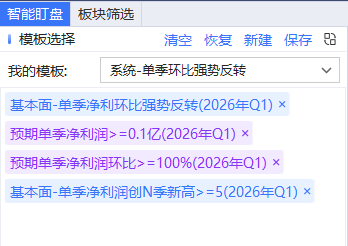 智能盯盘 板块筛选
模板选择 清空 恢复 新建 保存
我的模板: 系统-单季环比强势反转
基本面-单季净利环比强势反转(2026年Q1) ×
预期单季净利润>=0.1亿(2026年Q1) ×
预期单季净利润环比>=100%(2026年Q1) ×
基本面-单季净利润创N季新高>=5(2026年Q1) ×